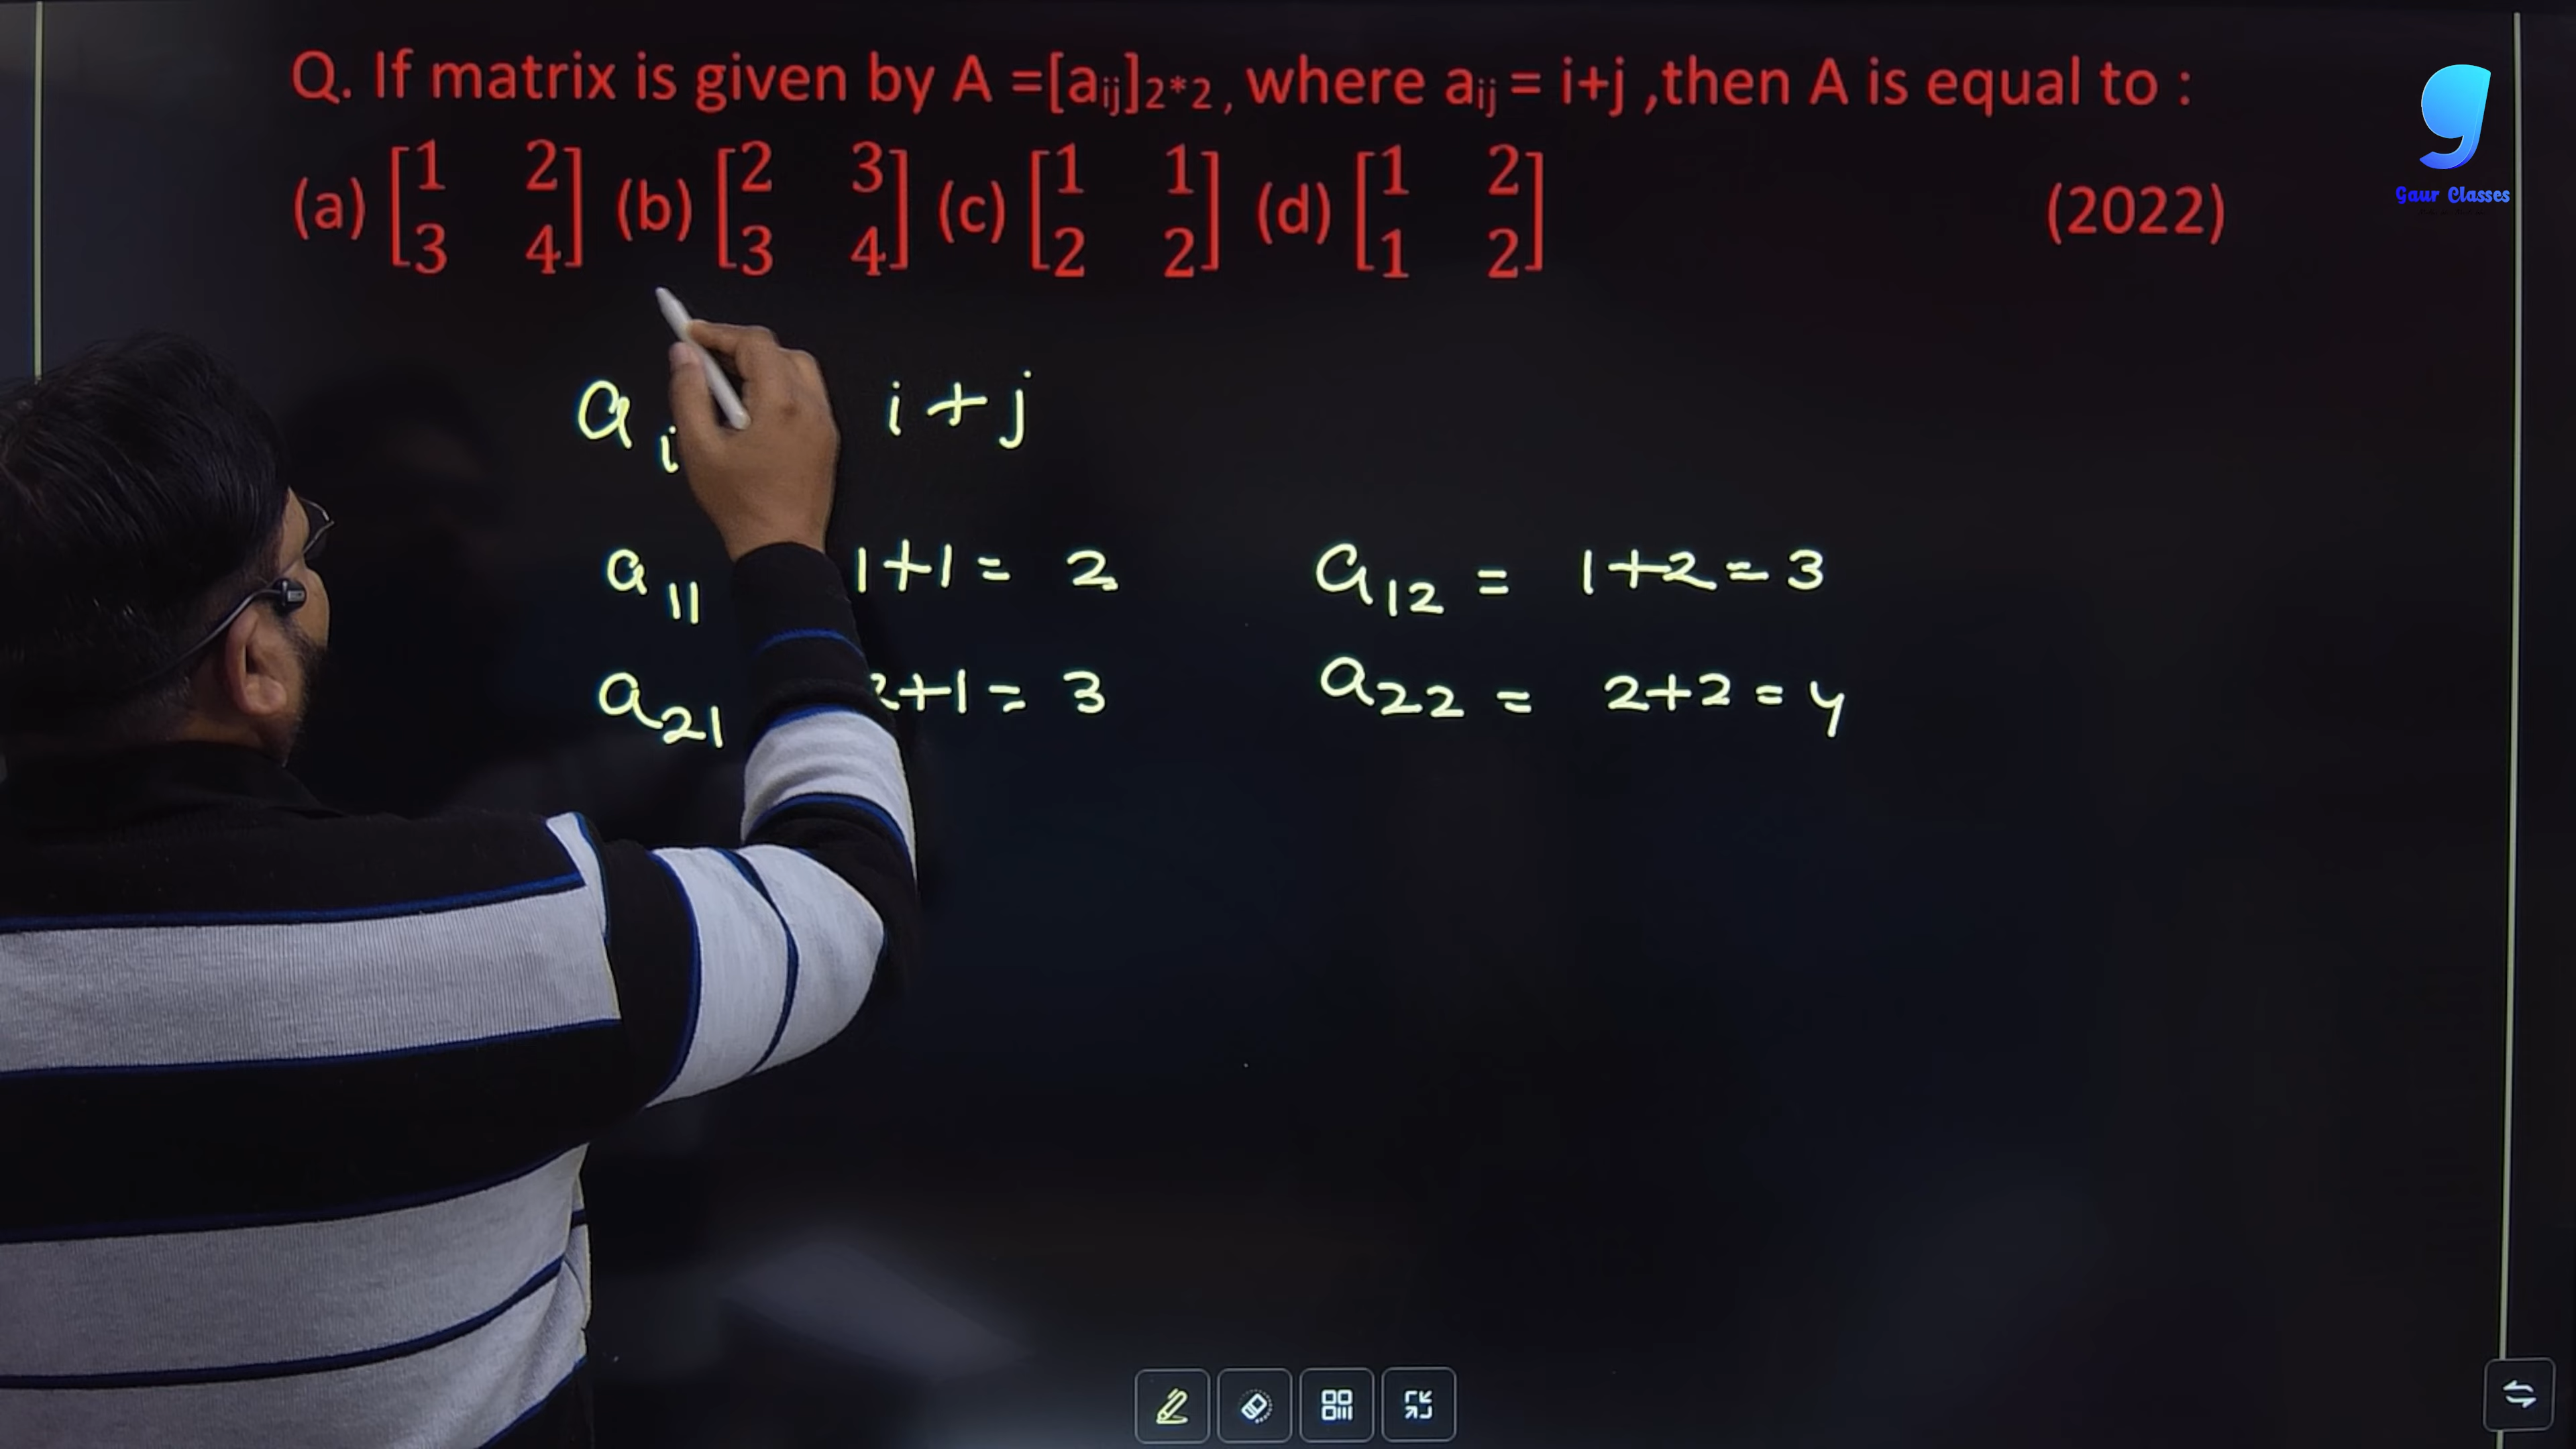 Q. If matrix is given by A =[aij]2*2 , where aij = i+j ,then A is equal to :
(a) [1 2 3 4] (b) [2 3 3 4] (c) [1 1 2 2] (d) [1 2 1 2] (2022)
g
Gaur Classes
a i i + j
a11 1+1 = 2 a12 = 1+2 = 3
a21 2+1 = 3 a22 = 2+2 = 4